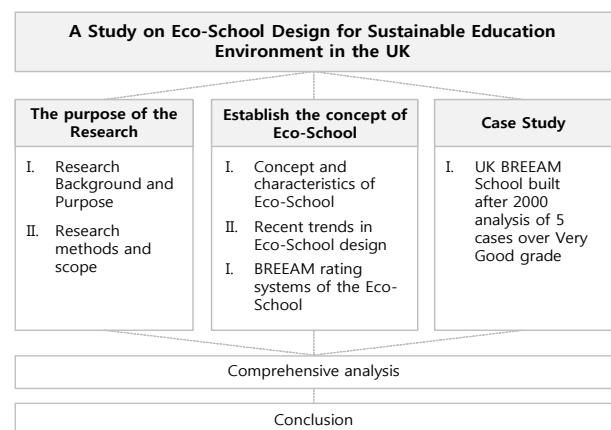 A Study on Eco-School Design for Sustainable Education
Environment in the UK
The purpose of the
Research
I. Research
Background and
Purpose
II. Research
methods and
scope
Establish the concept of
Eco-School
I. Concept and
characteristics of
Eco-School
II. Recent trends in
Eco-School design
I. BREEAM rating
systems of the Eco-
School
Case Study
I. UK BREEAM
School built
after 2000
analysis of 5
cases over Very
Good grade
Comprehensive analysis
Conclusion